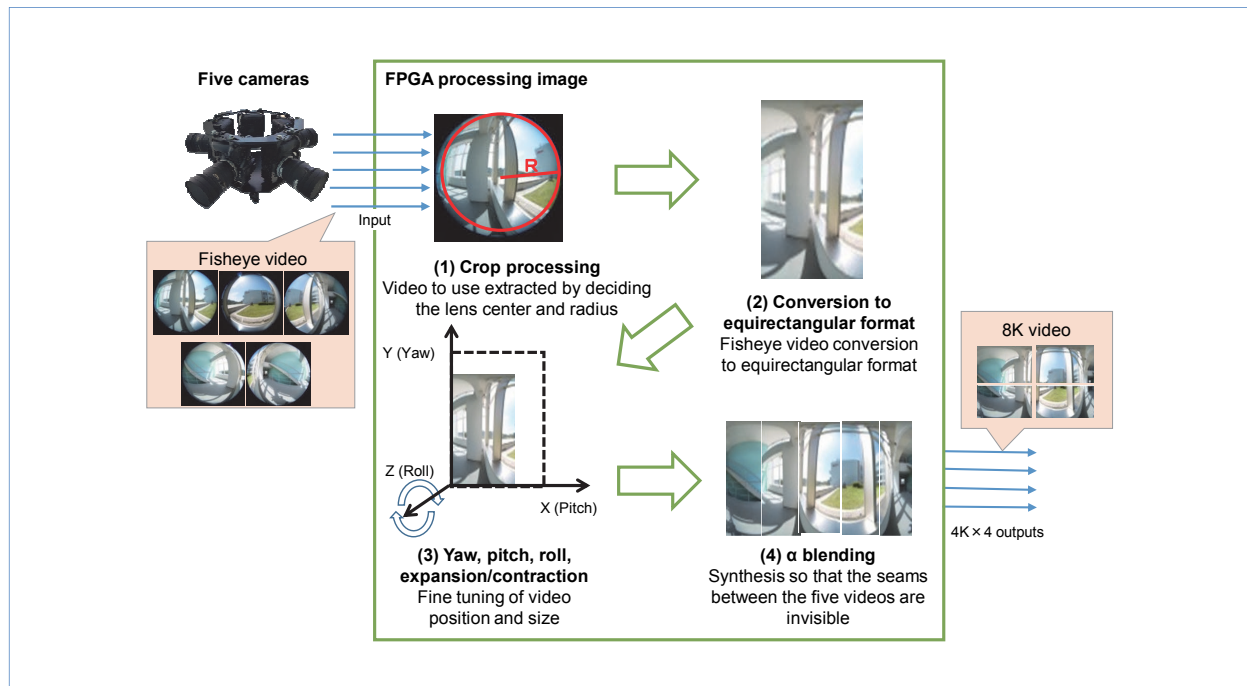 Five cameras
FPGA processing image
R
Input
Fisheye video
(1) Crop processing
Video to use extracted by deciding
the lens center and radius
(2) Conversion to
equirectangular format
Fisheye video conversion
to equirectangular format
Y (Yaw)
Z (Roll)
X (Pitch)
(3) Yaw, pitch, roll,
expansion/contraction
Fine tuning of video
position and size
(4) α blending
Synthesis so that the seams
between the five videos are
invisible
8K video
4K × 4 outputs